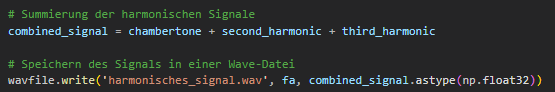 # Summierung der harmonischen Signale
combined_signal = chambertone + second_harmonic + third_harmonic
# Speichern des Signals in einer Wave-Datei
wavfile.write('harmonisches_signal.wav', fa, combined_signal.astype(np.float32))